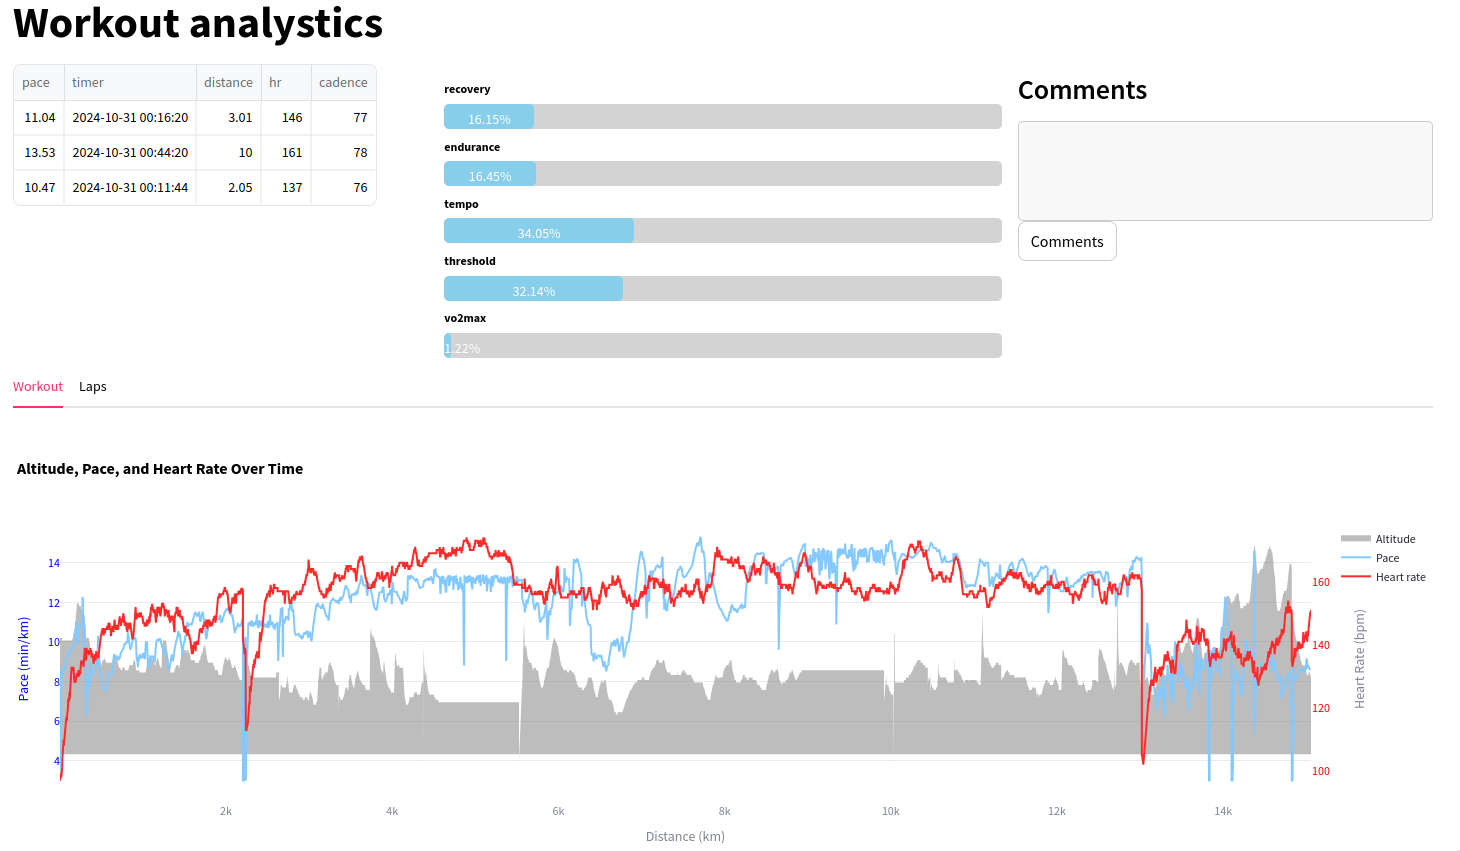 Workout analystics
pace timer distance hr cadence
11.04 2024-10-31 00:16:20 3.01 146 77
13.53 2024-10-31 00:44:20 10 161 78
10.47 2024-10-31 00:11:44 2.05 137 76
recovery
16.15%
endurance
16.45%
tempo
34.05%
threshold
32.14%
vo2max
1.22%
Comments
Comments
Workout Laps
Altitude, Pace, and Heart Rate Over Time
Pace (min/km)
14
12
10
8
6
4
2k 4k 6k 8k 10k 12k 14k
Distance (km)
160
140
120
100
Heart Rate (bpm)
Altitude
Pace
Heart rate